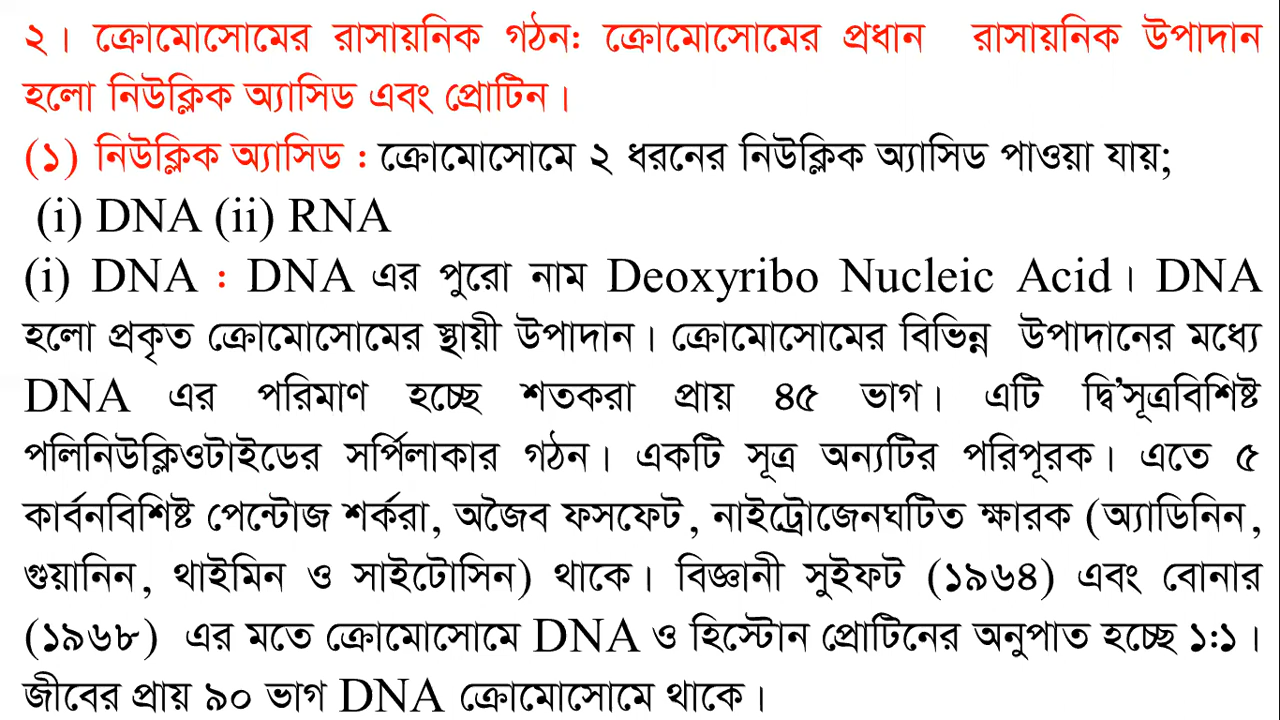 ২। ক্রোমোসোমের রাসায়নিক গঠন: ক্রোমোসোমের প্রধান রাসায়নিক উপাদান
হলো নিউক্লিক অ্যাসিড এবং প্রোটিন।
(১) নিউক্লিক অ্যাসিড : ক্রোমোসোমে ২ ধরনের নিউক্লিক অ্যাসিড পাওয়া যায়;
(i) DNA (ii) RNA
(i) DNA : DNA এর পুরো নাম Deoxyribo Nucleic Acid। DNA
হলো প্রকৃত ক্রোমোসোমের স্থায়ী উপাদান। ক্রোমোসোমের বিভিন্ন উপাদানের মধ্যে
DNA এর পরিমাণ হচ্ছে শতকরা প্রায় ৪৫ ভাগ। এটি দ্বি’সূত্রবিশিষ্ট
পলিনিউক্লিওটাইডের সর্পিলাকার গঠন। একটি সূত্র অন্যটির পরিপূরক। এতে ৫
কার্বনবিশিষ্ট পেন্টোজ শর্করা, অজৈব ফসফেট, নাইট্রোজেনঘটিত ক্ষারক (অ্যাডিনিন,
গুয়ানিন, থাইমিন ও সাইটোসিন) থাকে। বিজ্ঞানী সুইফট (১৯৬৪) এবং বোনার
(১৯৬৮) এর মতে ক্রোমোসোমে DNA ও হিস্টোন প্রোটিনের অনুপাত হচ্ছে ১:১।
জীবের প্রায় ৯০ ভাগ DNA ক্রোমোসোমে থাকে।